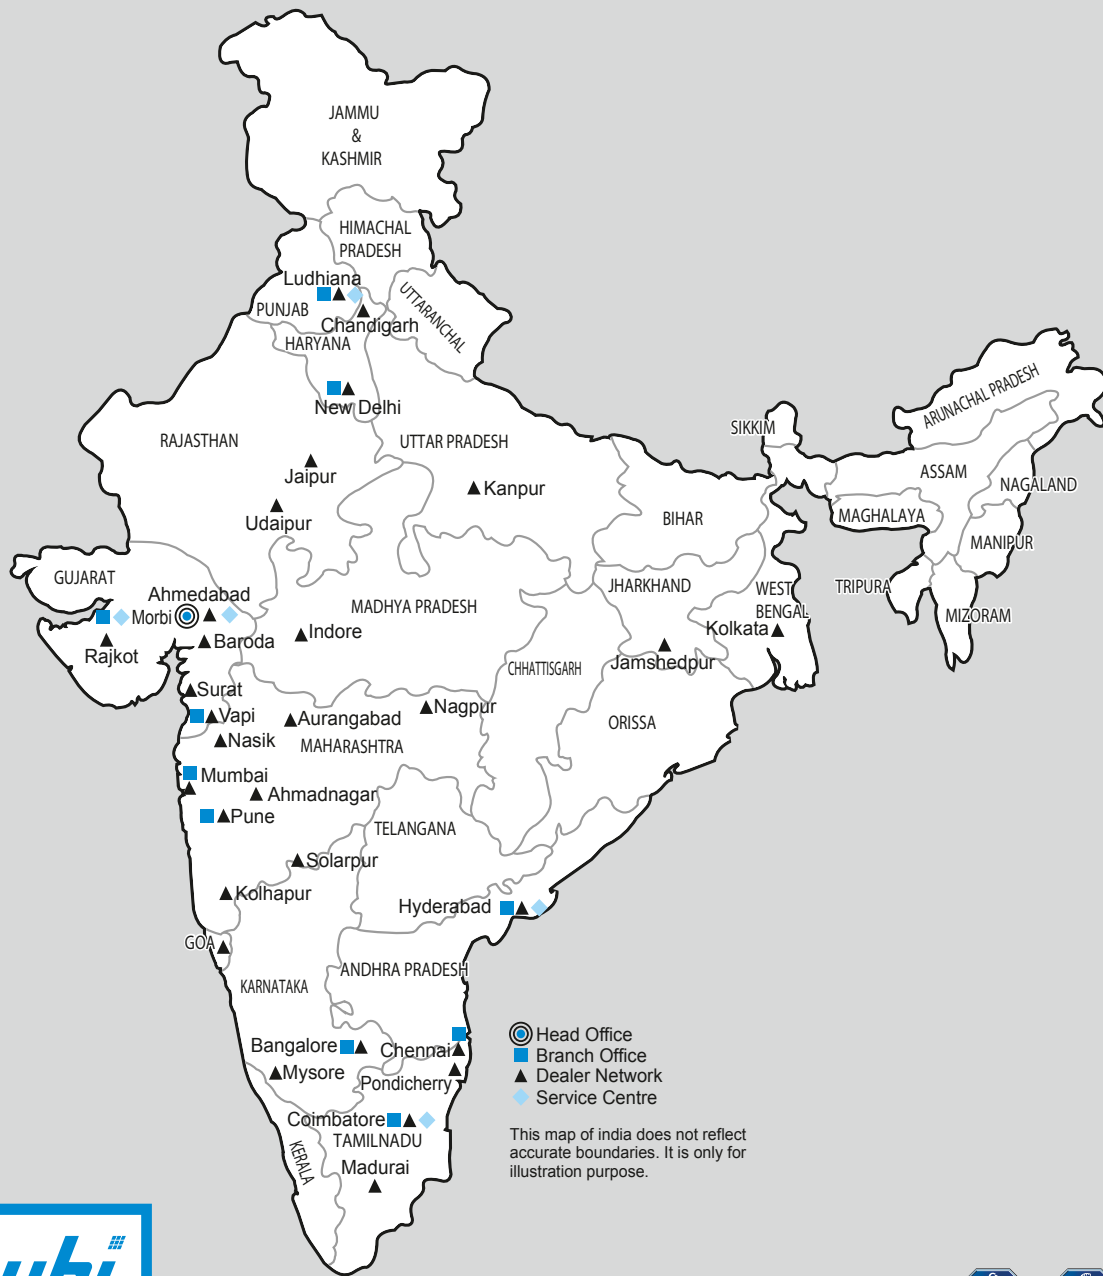 JAMMU
&
KASHMIR
HIMACHAL
PRADESH
Ludhiana
PUNJAB
UTTARANCHAL
Chandigarh
HARYANA
New Delhi
RAJASTHAN
UTTAR PRADESH
SIKKIM
ARUNACHAL PRADESH
Jaipur
Kanpur
ASSAM
NAGALAND
Udaipur
BIHAR
MAGHALAYA
MANIPUR
GUJARAT
Ahmedabad
MADHYA PRADESH
JHARKHAND
WEST
BENGAL
TRIPURA
MIZORAM
Morbi
Rajkot
Baroda
Indore
CHHATTISGARH
Jamshedpur
Kolkata
Surat
Vapi
Aurangabad
Nagpur
ORISSA
Nasik
MAHARASHTRA
Mumbai
Ahmadnagar
Pune
TELANGANA
Solarpur
Kolhapur
Hyderabad
GOA
KARNATAKA
ANDHRA PRADESH
Bangalore
Chennai
Mysore
Pondicherry
Coimbatore
TAMILNADU
KERALA
Madurai
Head Office
Branch Office
Dealer Network
Service Centre
This map of india does not reflect
accurate boundaries. It is only for
illustration purpose.